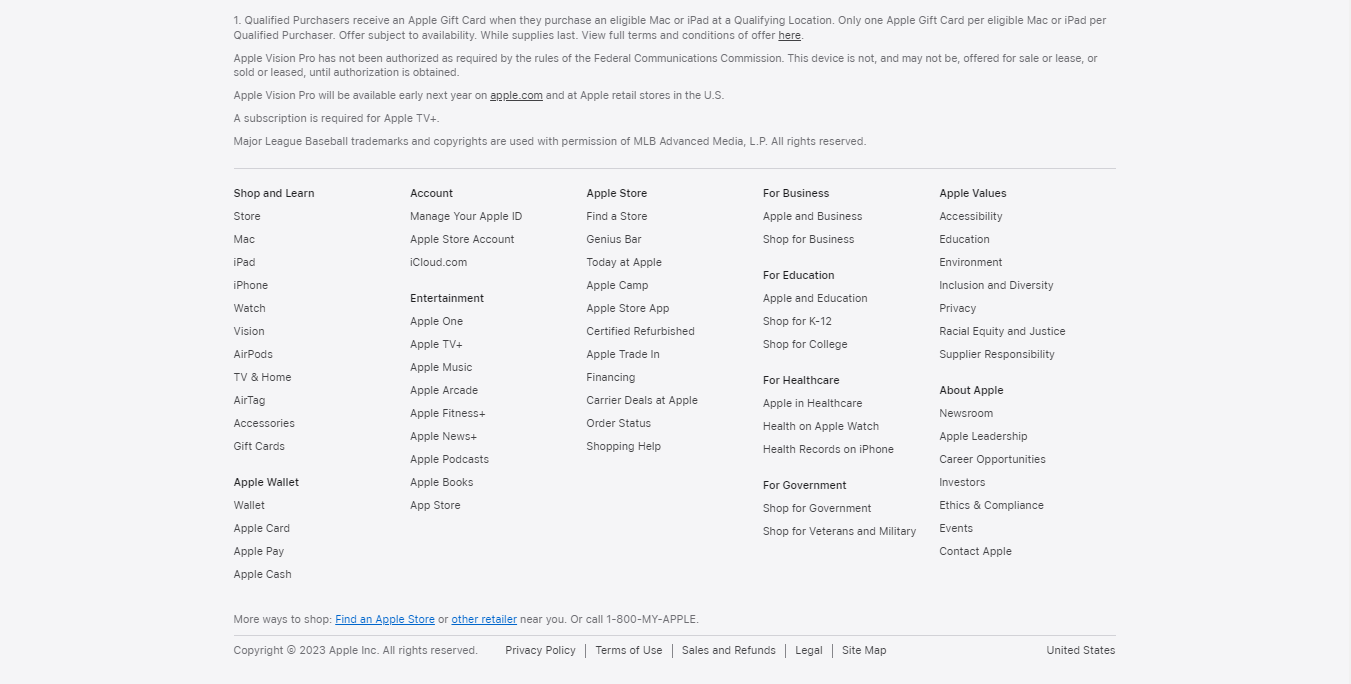 1. Qualified Purchasers receive an Apple Gift Card when they purchase an eligible Mac or iPad at a Qualifying Location. Only one Apple Gift Card per eligible Mac or iPad per
Qualified Purchaser. Offer subject to availability. While supplies last. View full terms and conditions of offer here.
Apple Vision Pro has not been authorized as required by the rules of the Federal Communications Commission. This device is not, and may not be, offered for sale or lease, or
sold or leased, until authorization is obtained.
Apple Vision Pro will be available early next year on apple.com and at Apple retail stores in the U.S.
A subscription is required for Apple TV+.
Major League Baseball trademarks and copyrights are used with permission of MLB Advanced Media, L.P. All rights reserved.
Shop and Learn
Store
Mac
iPad
iPhone
Watch
Vision
AirPods
TV & Home
AirTag
Accessories
Gift Cards
Apple Wallet
Wallet
Apple Card
Apple Pay
Apple Cash
Account
Manage Your Apple ID
Apple Store Account
iCloud.com
Entertainment
Apple One
Apple TV+
Apple Music
Apple Arcade
Apple Fitness+
Apple News+
Apple Podcasts
Apple Books
App Store
Apple Store
Find a Store
Genius Bar
Today at Apple
Apple Camp
Apple Store App
Certified Refurbished
Apple Trade In
Financing
Carrier Deals at Apple
Order Status
Shopping Help
For Business
Apple and Business
Shop for Business
For Education
Apple and Education
Shop for K-12
Shop for College
For Healthcare
Apple in Healthcare
Health on Apple Watch
Health Records on iPhone
For Government
Shop for Government
Shop for Veterans and Military
Apple Values
Accessibility
Education
Environment
Inclusion and Diversity
Privacy
Racial Equity and Justice
Supplier Responsibility
About Apple
Newsroom
Apple Leadership
Career Opportunities
Investors
Ethics & Compliance
Events
Contact Apple
More ways to shop: Find an Apple Store or other retailer near you. Or call 1-800-MY-APPLE.
Copyright © 2023 Apple Inc. All rights reserved. Privacy Policy | Terms of Use | Sales and Refunds | Legal | Site Map United States